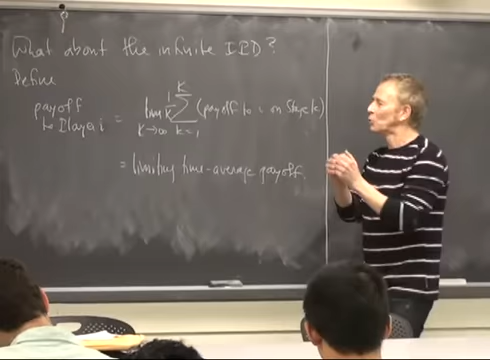 What about the infinite IPD?
Define
payoff
to Player i = lim K→∞ 1/K K ∑ k=1 (payoff to i on Stage k)
= limiting time-average payoff.